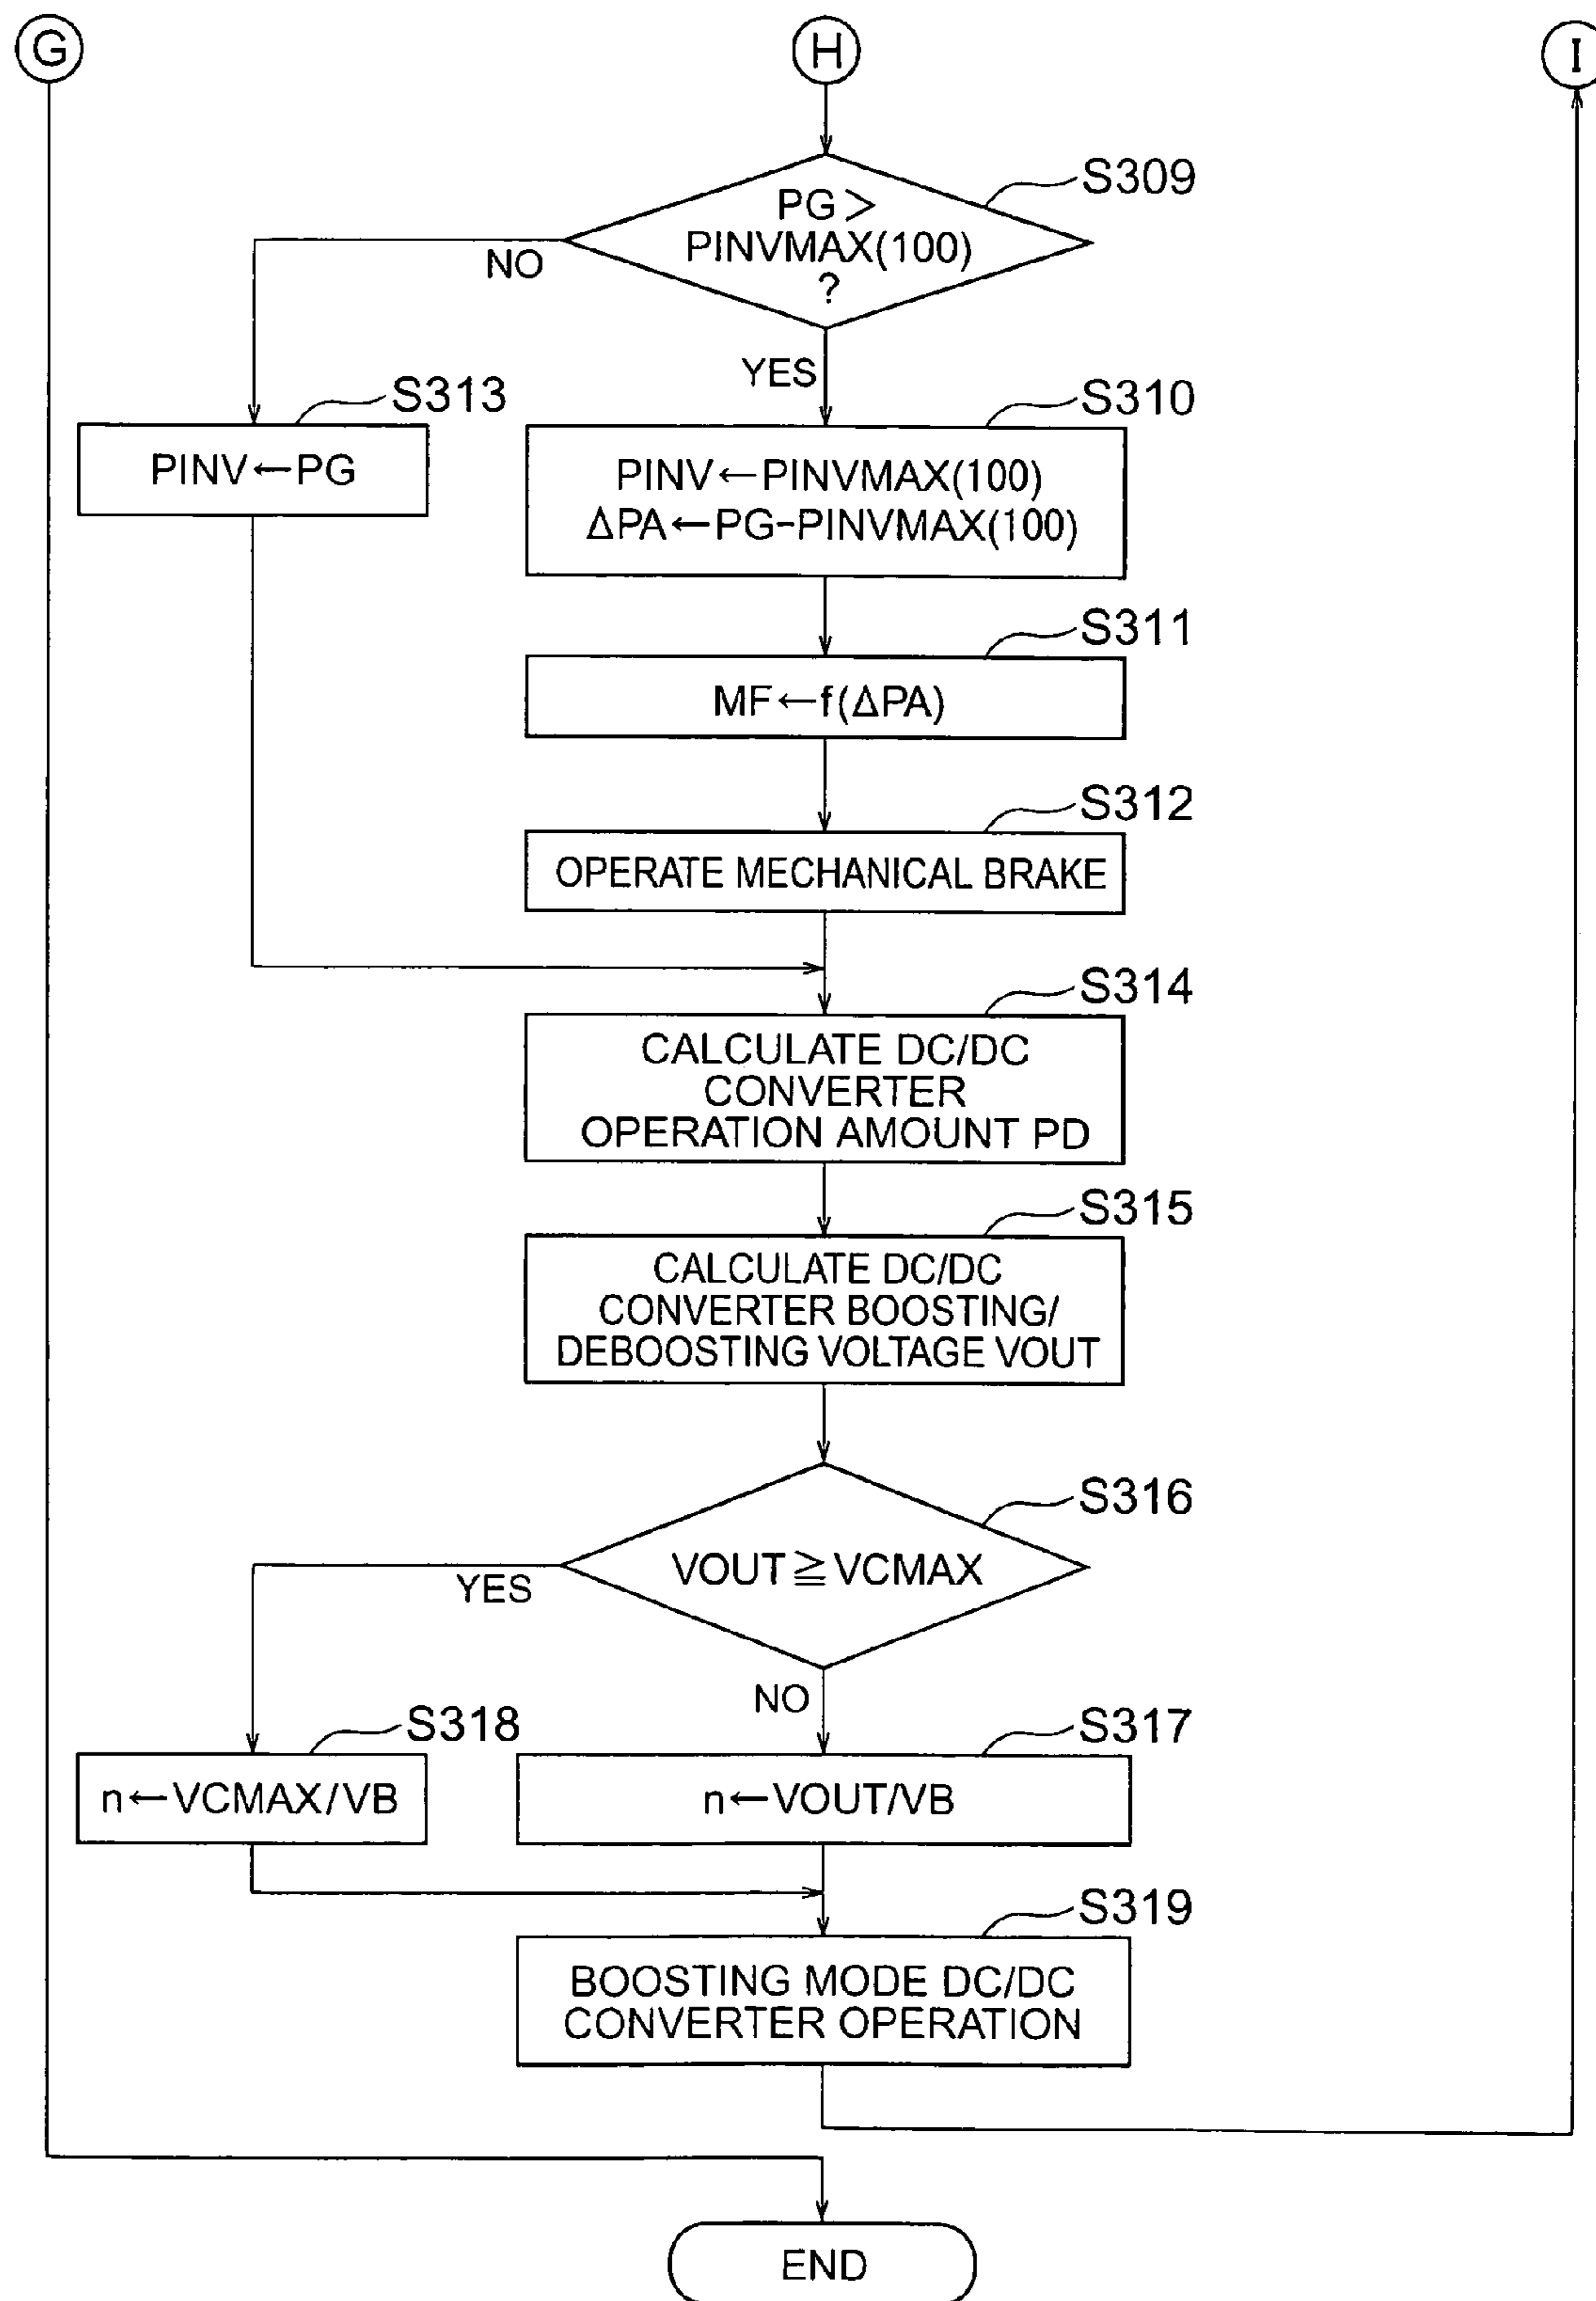 G
H
I
S309
PG >
PINVMAX(100)
?
NO
YES
S313
PINV←PG
S310
PINV←PINVMAX(100)
ΔPA←PG-PINVMAX(100)
S311
MF←f(ΔPA)
S312
OPERATE MECHANICAL BRAKE
S314
CALCULATE DC/DC
CONVERTER
OPERATION AMOUNT PD
S315
CALCULATE DC/DC
CONVERTER BOOSTING/
DEBOOSTING VOLTAGE VOUT
S316
VOUT≧VCMAX
YES
NO
S318
n←VCMAX/VB
S317
n←VOUT/VB
S319
BOOSTING MODE DC/DC
CONVERTER OPERATION
END